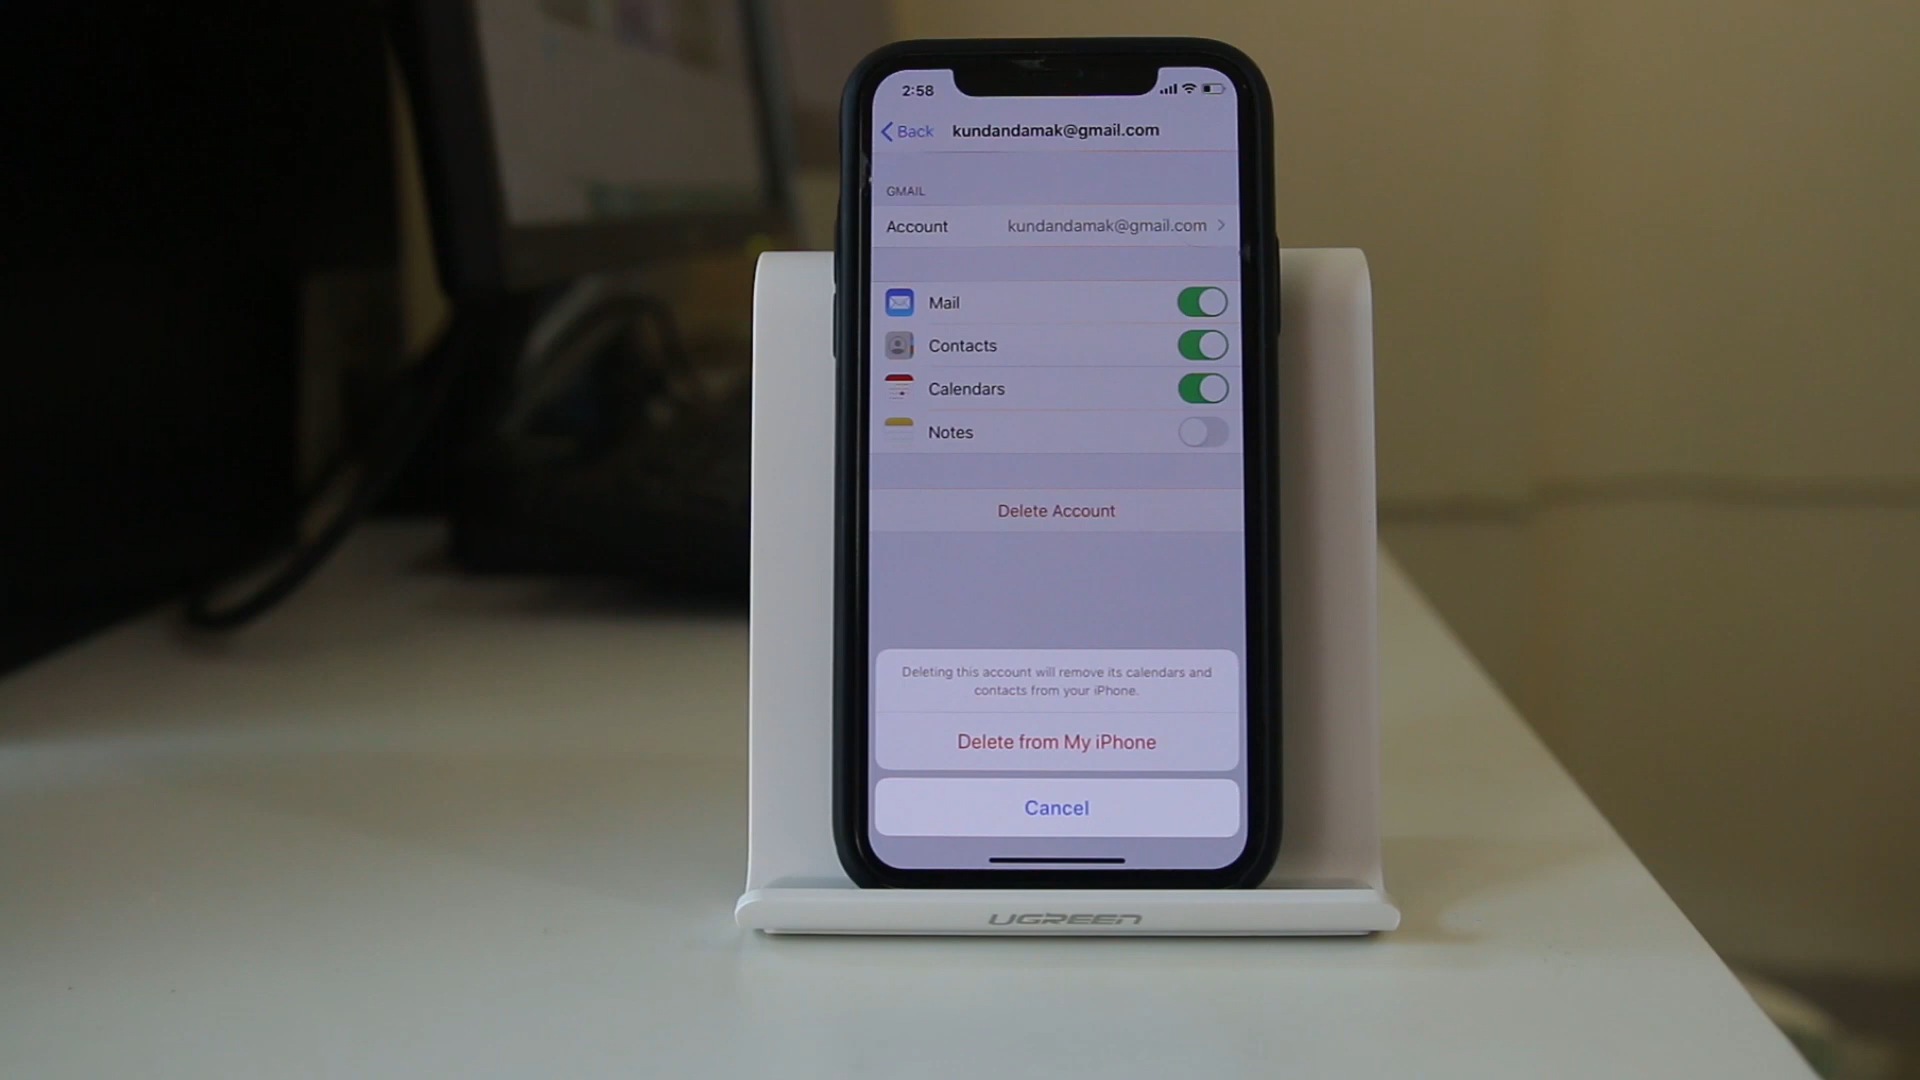 2:58
Back kundandamak@gmail.com
GMAIL
Account kundandamak@gmail.com
Mail
Contacts
Calendars
Notes
Delete Account
Deleting this account will remove its calendars and
contacts from your iPhone.
Delete from My iPhone
Cancel
UGREEN